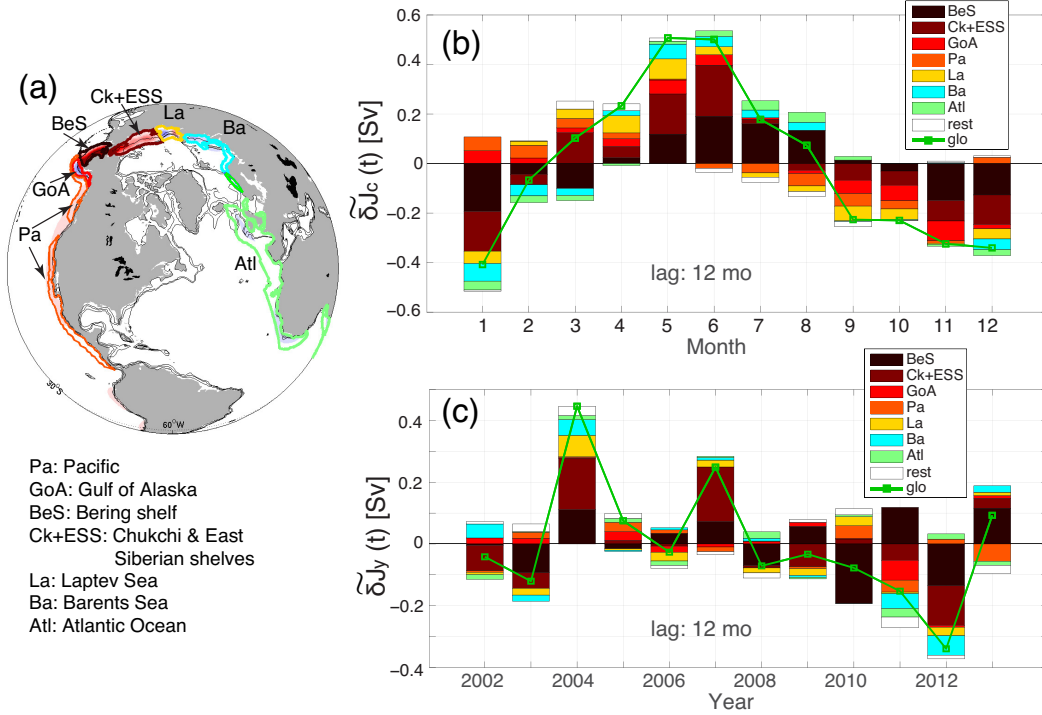 (a)
Ck+ESS
La
BeS
Ba
GoA
Pa
Atl
30°S
60°W
Pa: Pacific
GoA: Gulf of Alaska
BeS: Bering shelf
Ck+ESS: Chukchi & East
Siberian shelves
La: Laptev Sea
Ba: Barents Sea
Atl: Atlantic Ocean
(b)
δ̃J_c (t) [Sv]
0.6
0.4
0.2
0
−0.2
−0.4
−0.6
BeS
Ck+ESS
GoA
Pa
La
Ba
Atl
rest
glo
lag: 12 mo
1 2 3 4 5 6 7 8 9 10 11 12
Month
(c)
δ̃J_y (t) [Sv]
0.4
0.2
0
−0.2
−0.4
BeS
Ck+ESS
GoA
Pa
La
Ba
Atl
rest
glo
lag: 12 mo
2002 2004 2006 2008 2010 2012
Year